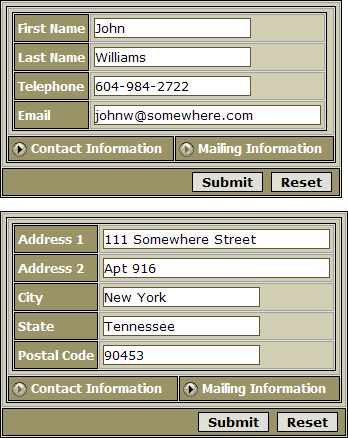 First Name John
Last Name Williams
Telephone 604-984-2722
Email johnw@somewhere.com
Contact Information Mailing Information
Submit Reset
Address 1 111 Somewhere Street
Address 2 Apt 916
City New York
State Tennessee
Postal Code 90453
Contact Information Mailing Information
Submit Reset